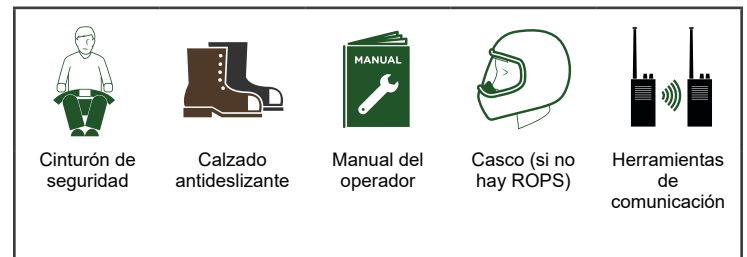 MANUAL
Cinturón de
seguridad
Calzado
antideslizante
Manual del
operador
Casco (si no
hay ROPS)
Herramientas
de
comunicación